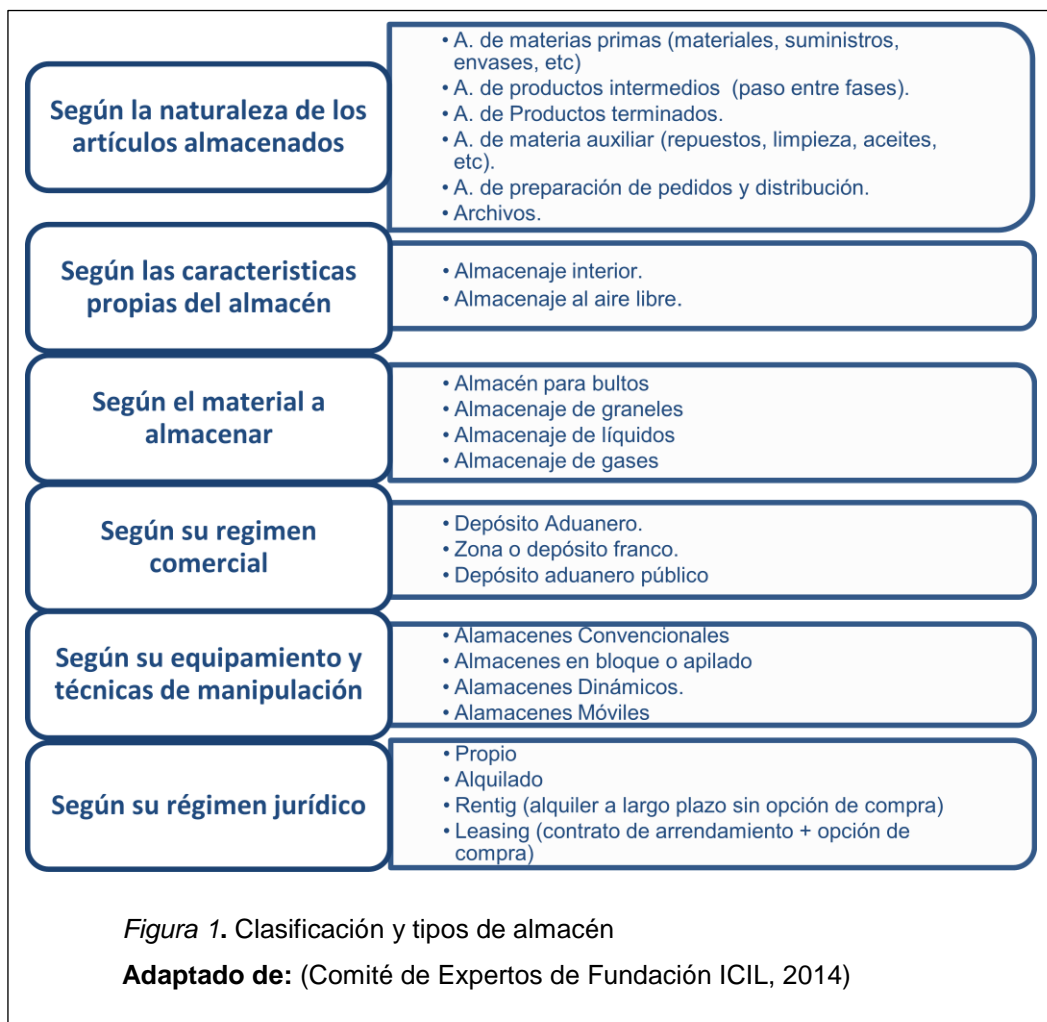 Según la naturaleza de los
artículos almacenados
• A. de materias primas (materiales, suministros,
envases, etc)
• A. de productos intermedios (paso entre fases).
• A. de Productos terminados.
• A. de materia auxiliar (repuestos, limpieza, aceites,
etc).
• A. de preparación de pedidos y distribución.
• Archivos.
Según las caracteristicas
propias del almacén
• Almacenaje interior.
• Almacenaje al aire libre.
Según el material a
almacenar
• Almacén para bultos
• Almacenaje de graneles
• Almacenaje de líquidos
• Almacenaje de gases
Según su regimen
comercial
• Depósito Aduanero.
• Zona o depósito franco.
• Depósito aduanero público
Según su equipamiento y
técnicas de manipulación
• Alamacenes Convencionales
• Almacenes en bloque o apilado
• Alamacenes Dinámicos.
• Alamacenes Móviles
Según su régimen jurídico
• Propio
• Alquilado
• Rentig (alquiler a largo plazo sin opción de compra)
• Leasing (contrato de arrendamiento + opción de
compra)
Figura 1. Clasificación y tipos de almacén
Adaptado de: (Comité de Expertos de Fundación ICIL, 2014)